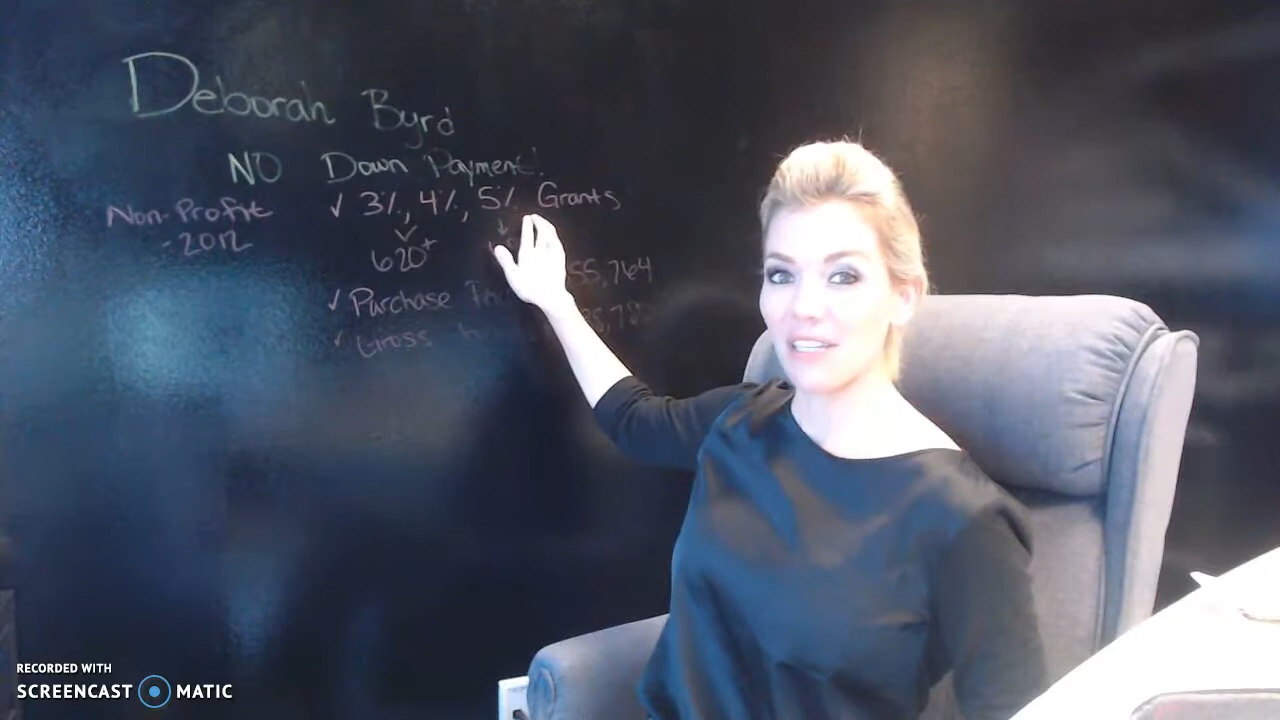 Deborah Byrd
NO Down Payment!
✓ 3%, 4%, 5% Grants
Non-Profit
-2012
620+
✓ Purchase 55,764
✓ Gross
RECORDED WITH
SCREENCAST MATIC